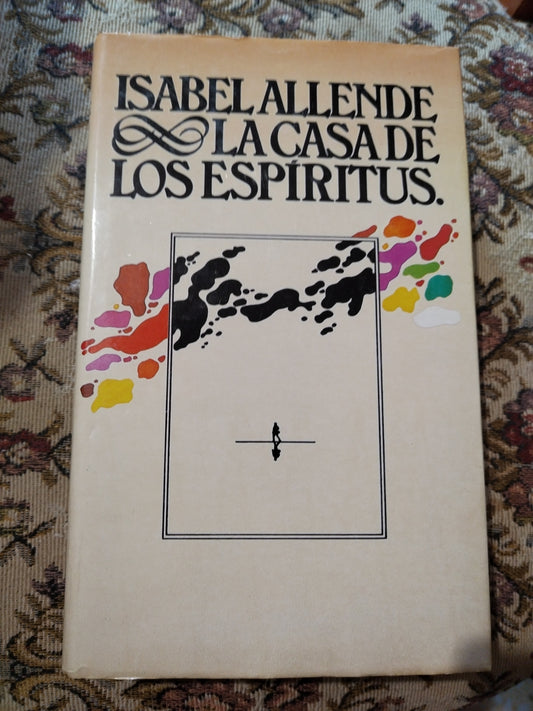 ISABEL ALLENDE
LA CASA DE
LOS ESPÍRITUS.